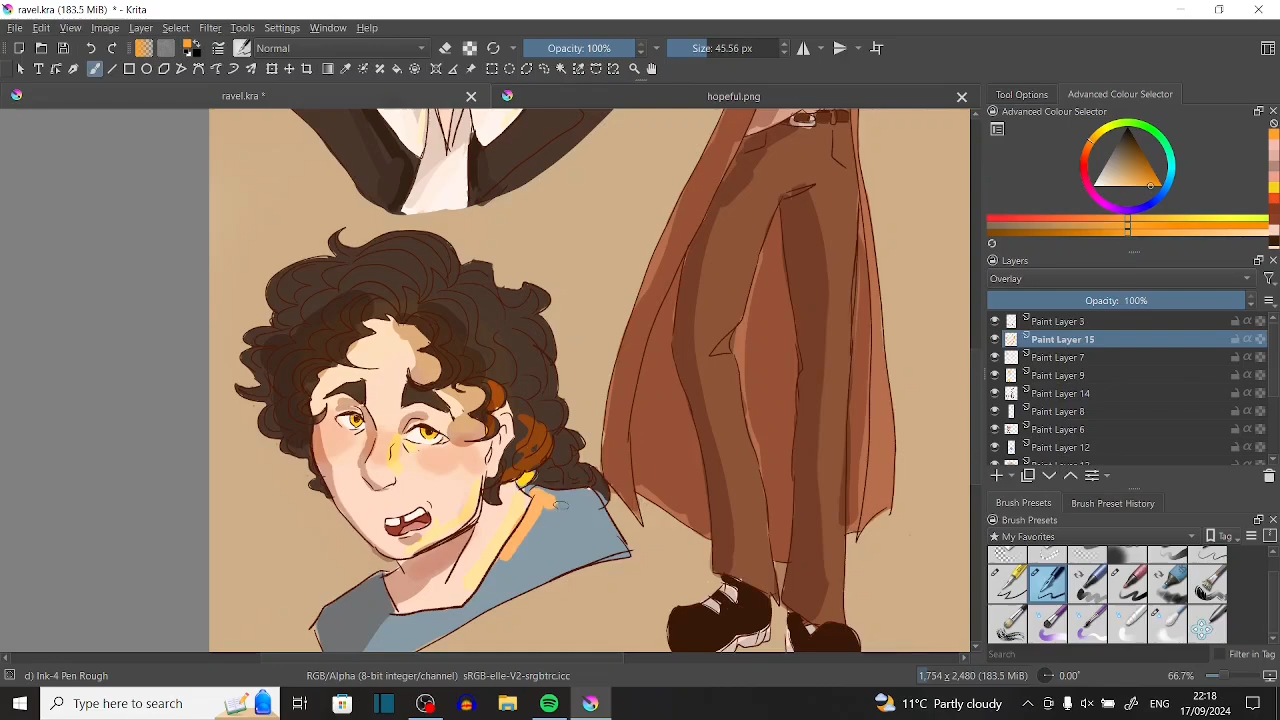 ravel.kra (183.5 MiB) * - Krita
File Edit View Image Layer Select Filter Tools Settings Window Help
Normal Opacity: 100% Size: 45.56 px
ravel.kra * hopeful.png
Tool Options Advanced Colour Selector
Advanced Colour Selector
Layers
Overlay
Opacity: 100%
Paint Layer 3
Paint Layer 15
Paint Layer 7
Paint Layer 9
Paint Layer 14
Paint Layer 8
Paint Layer 6
Paint Layer 12
Brush Presets Brush Preset History
Brush Presets
My Favorites Tag
Search Filter in Tag
d) Ink-4 Pen Rough RGB/Alpha (8-bit integer/channel) sRGB-elle-V2-srgbtrc.icc 1,754 x 2,480 (183.5 MiB) 0.00° 66.7%
Type here to search 11°C Partly cloudy ENG 22:18
17/09/2024